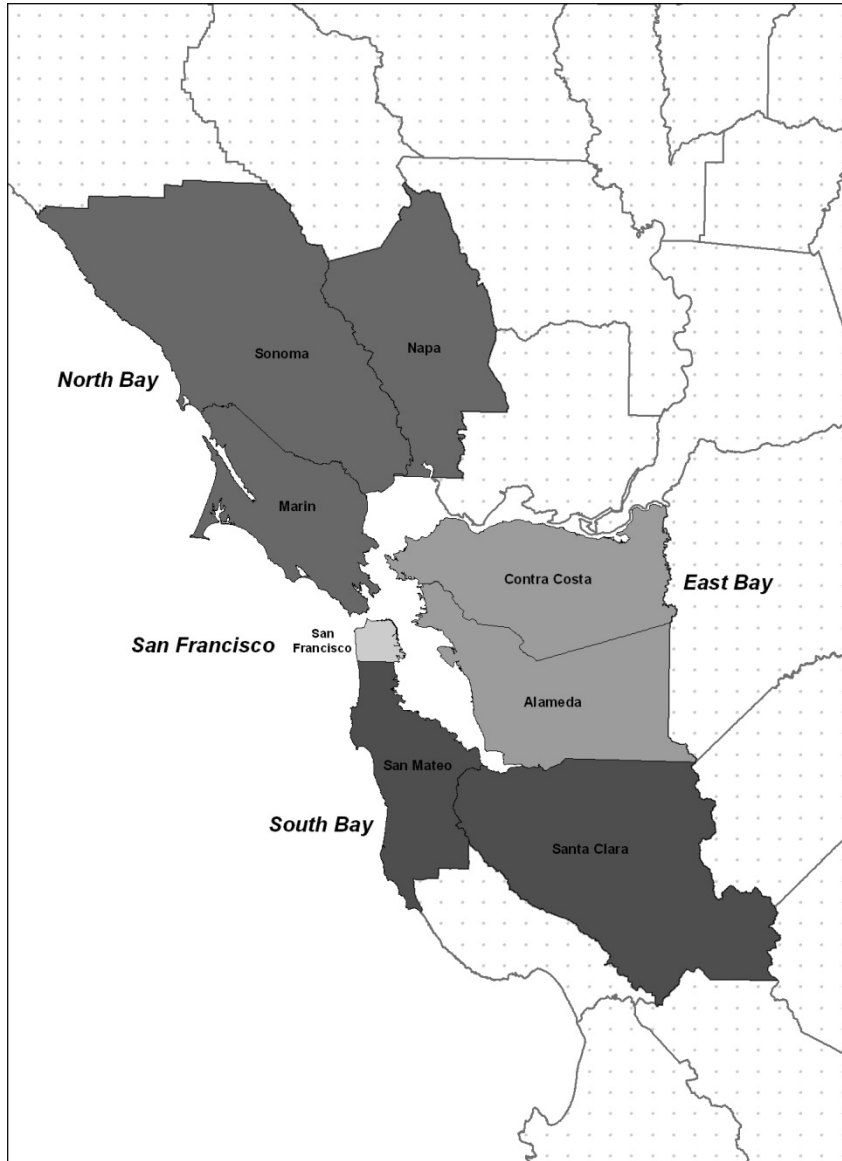 Sonoma
Napa
North Bay
Marin
Contra Costa
East Bay
San Francisco
San
Francisco
Alameda
San Mateo
South Bay
Santa Clara